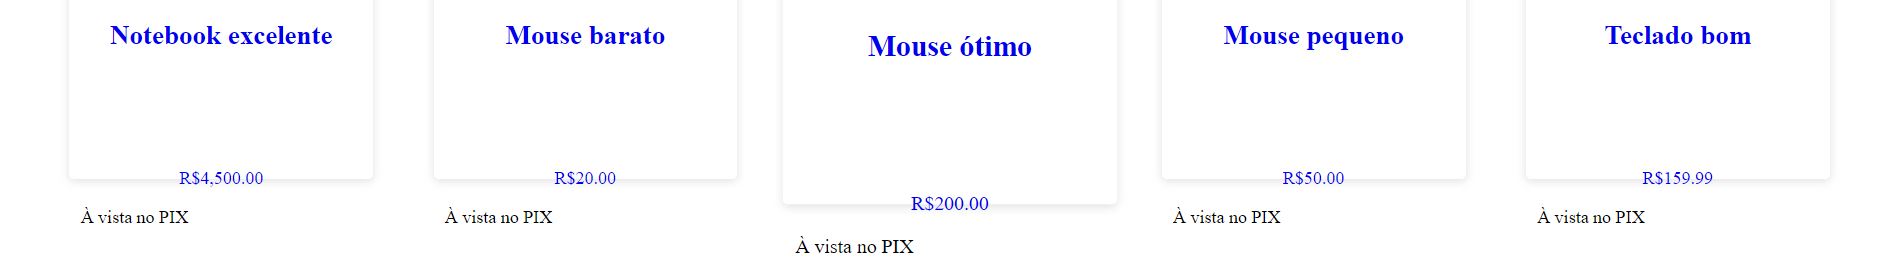 Notebook excelente
R$4,500.00
À vista no PIX
Mouse barato
R$20.00
À vista no PIX
Mouse ótimo
R$200.00
À vista no PIX
Mouse pequeno
R$50.00
À vista no PIX
Teclado bom
R$159.99
À vista no PIX